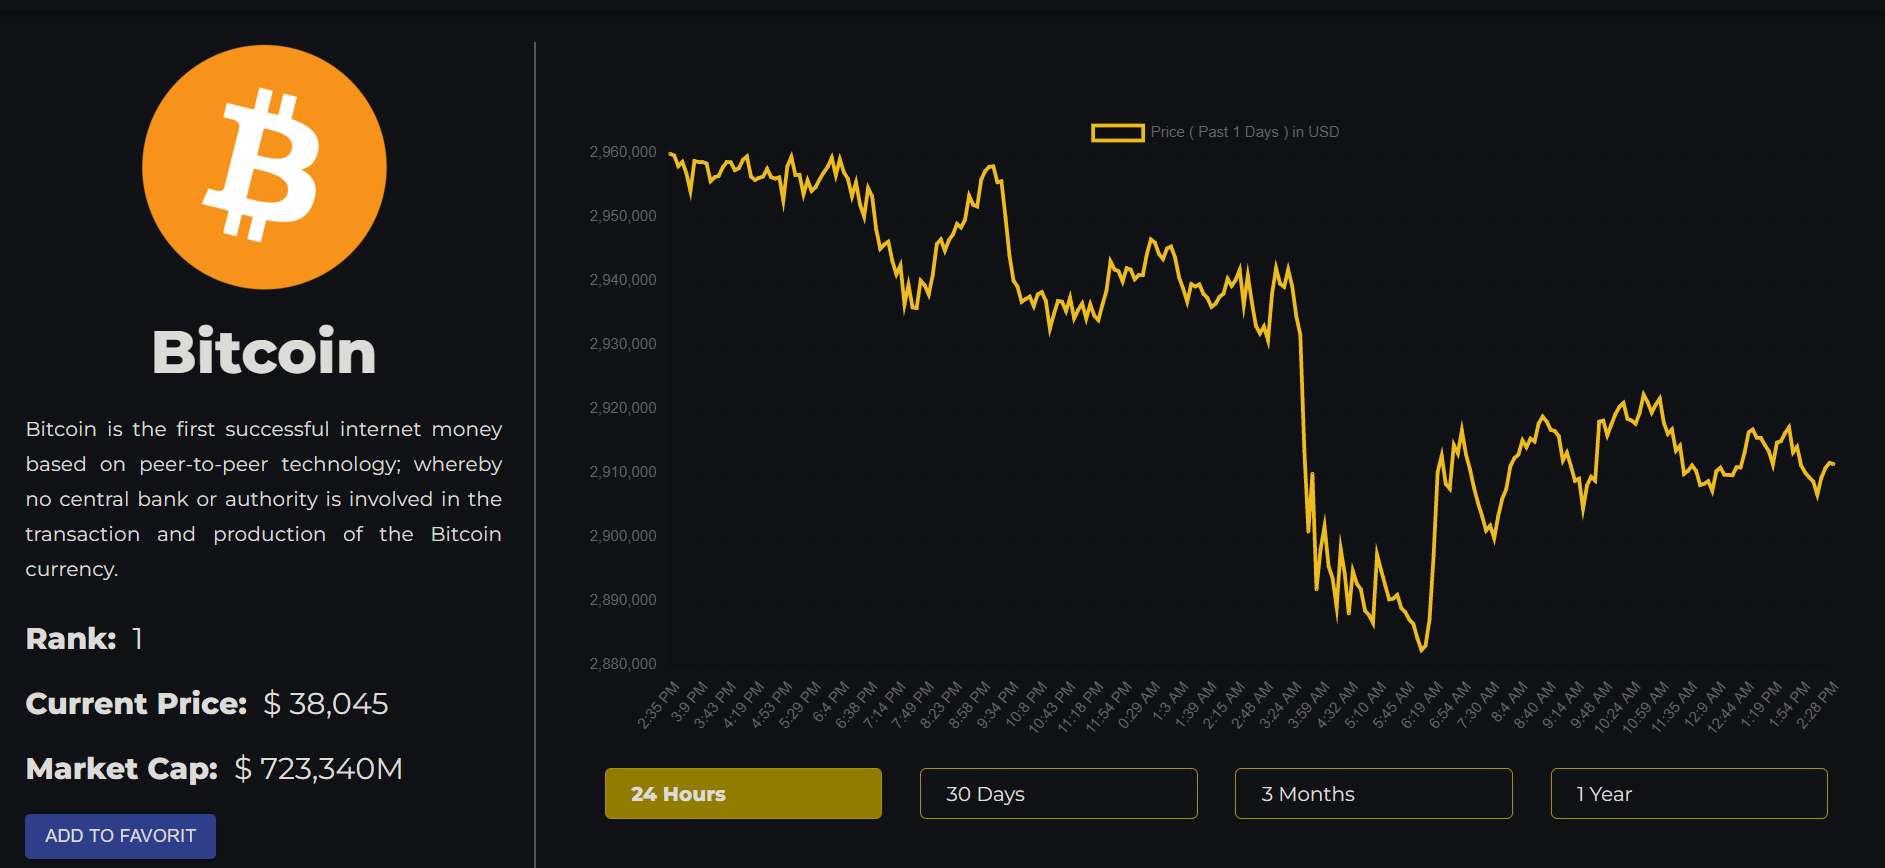 Bitcoin
Bitcoin is the first successful internet money
based on peer-to-peer technology; whereby
no central bank or authority is involved in the
transaction and production of the Bitcoin
currency.
Rank: 1
Current Price: $ 38,045
Market Cap: $ 723,340M
ADD TO FAVORIT
Price ( Past 1 Days ) in USD
2,960,000
2,950,000
2,940,000
2,930,000
2,920,000
2,910,000
2,900,000
2,890,000
2,880,000
2:35 PM
3:9 PM
3:43 PM
4:19 PM
4:53 PM
5:29 PM
6:4 PM
6:38 PM
7:14 PM
7:49 PM
8:23 PM
8:58 PM
9:34 PM
10:8 PM
10:43 PM
11:18 PM
11:54 PM
0:29 AM
1:3 AM
1:39 AM
2:15 AM
2:48 AM
3:24 AM
3:59 AM
4:32 AM
5:10 AM
5:45 AM
6:19 AM
6:54 AM
7:30 AM
8:4 AM
8:40 AM
9:14 AM
9:48 AM
10:24 AM
10:59 AM
11:35 AM
12:9 AM
12:44 AM
1:19 PM
1:54 PM
2:28 PM
24 Hours
30 Days
3 Months
1 Year